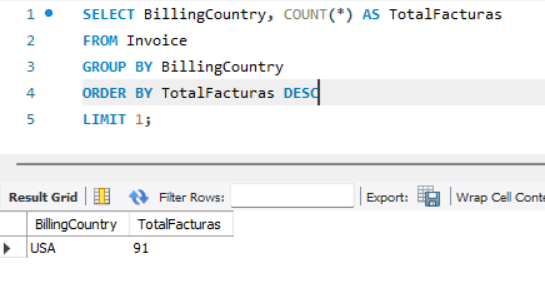 1 SELECT BillingCountry, COUNT(*) AS TotalFacturas
2 FROM Invoice
3 GROUP BY BillingCountry
4 ORDER BY TotalFacturas DESC
5 LIMIT 1;
Result Grid Filter Rows: Export: Wrap Cell Conte
BillingCountry TotalFacturas
USA 91